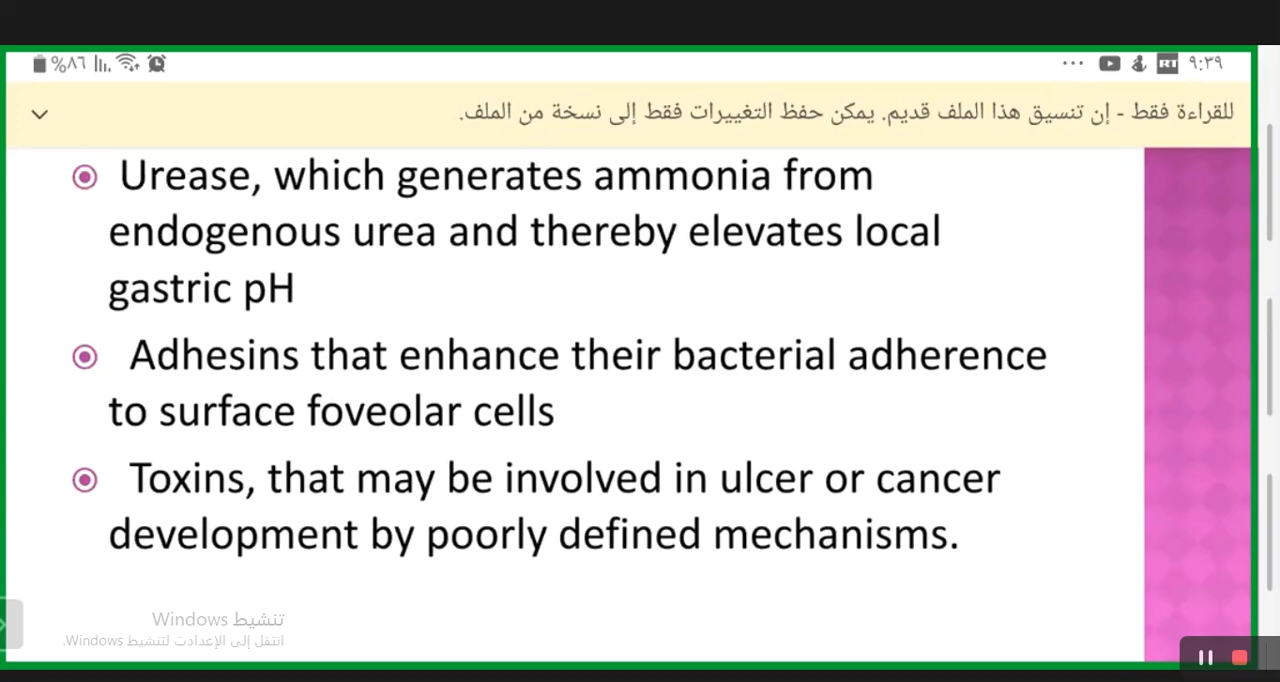 %٨٦ RT ٩:٣٩
للقراءة فقط - إن تنسيق هذا الملف قديم. يمكن حفظ التغييرات فقط إلى نسخة من الملف.
Urease, which generates ammonia from
endogenous urea and thereby elevates local
gastric pH
Adhesins that enhance their bacterial adherence
to surface foveolar cells
Toxins, that may be involved in ulcer or cancer
development by poorly defined mechanisms.
تنشيط Windows
انتقل إلى الإعدادت لتنشيط Windows.